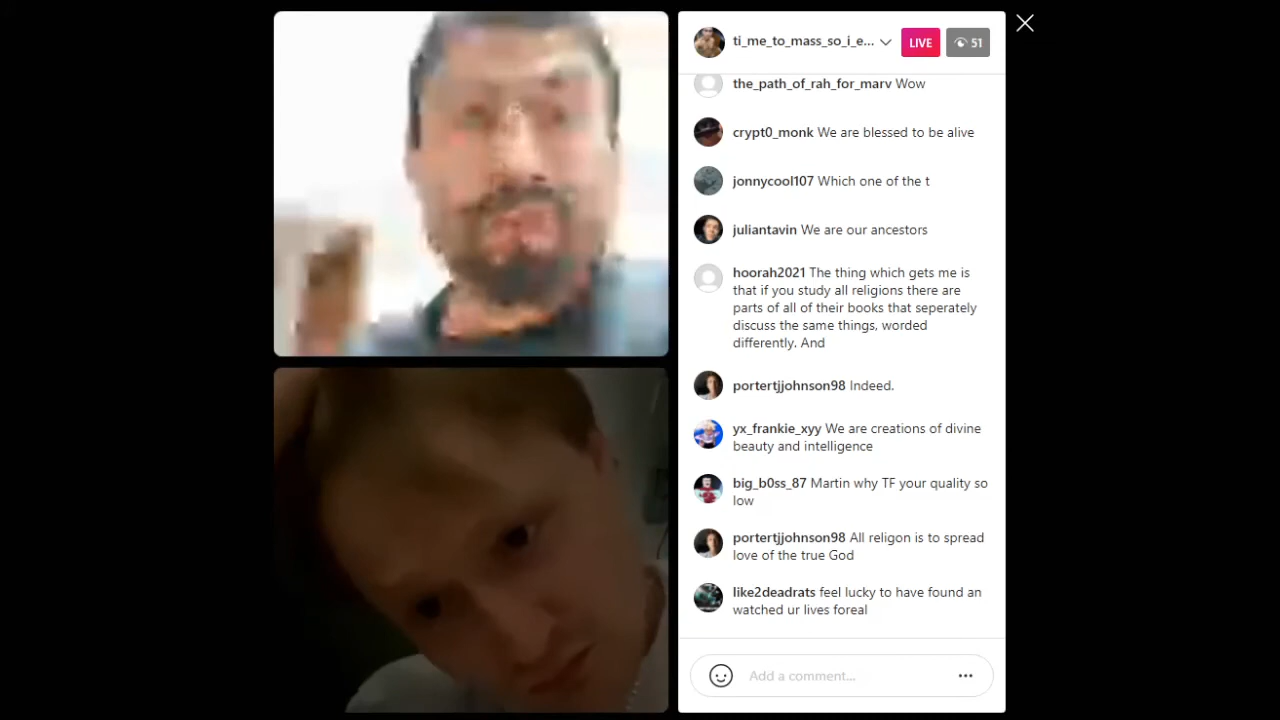 ti_me_to_mass_so_i_e...
LIVE
51
the_path_of_rah_for_marv Wow
crypt0_monk We are blessed to be alive
jonnycool107 Which one of the t
juliantavin We are our ancestors
hoorah2021 The thing which gets me is
that if you study all religions there are
parts of all of their books that seperately
discuss the same things, worded
differently. And
portertjjohnson98 Indeed.
yx_frankie_xyy We are creations of divine
beauty and intelligence
big_b0ss_87 Martin why TF your quality so
low
portertjjohnson98 All religon is to spread
love of the true God
like2deadrats feel lucky to have found an
watched ur lives foreal
Add a comment...